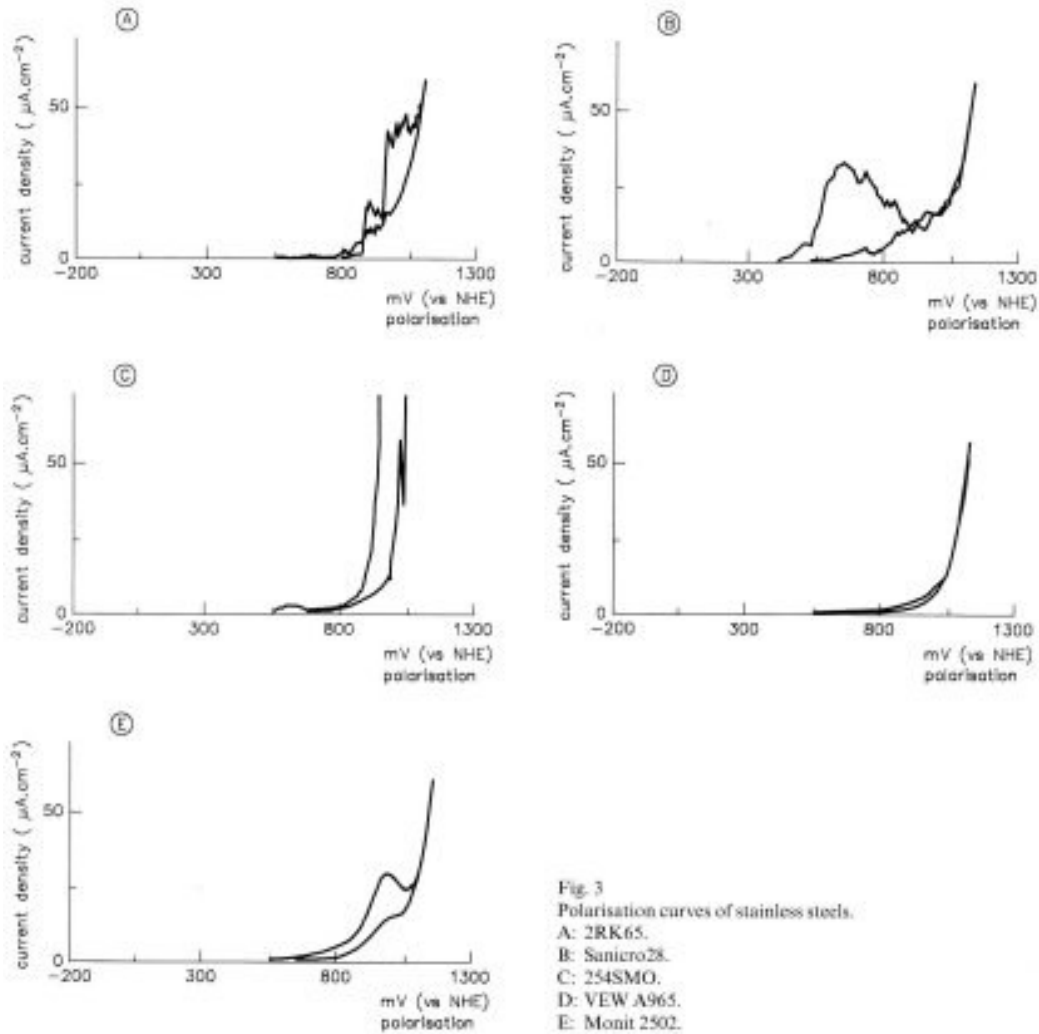 A
current density ( μA.cm−2)
50
0
−200
300
800
1300
mV (vs NHE)
polarisation
B
current density ( μA.cm−2)
50
0
−200
300
800
1300
mV (vs NHE)
polarisation
C
current density ( μA.cm−2)
50
0
−200
300
800
1300
mV (vs NHE)
polarisation
D
current density ( μA.cm−2)
50
0
−200
300
800
1300
mV (vs NHE)
polarisation
E
current density ( μA.cm−2)
50
0
−200
300
800
1300
mV (vs NHE)
polarisation
Fig. 3
Polarisation curves of stainless steels.
A: 2RK65.
B: Sanicro28.
C: 254SMO.
D: VEW A965.
E: Monit 2502.